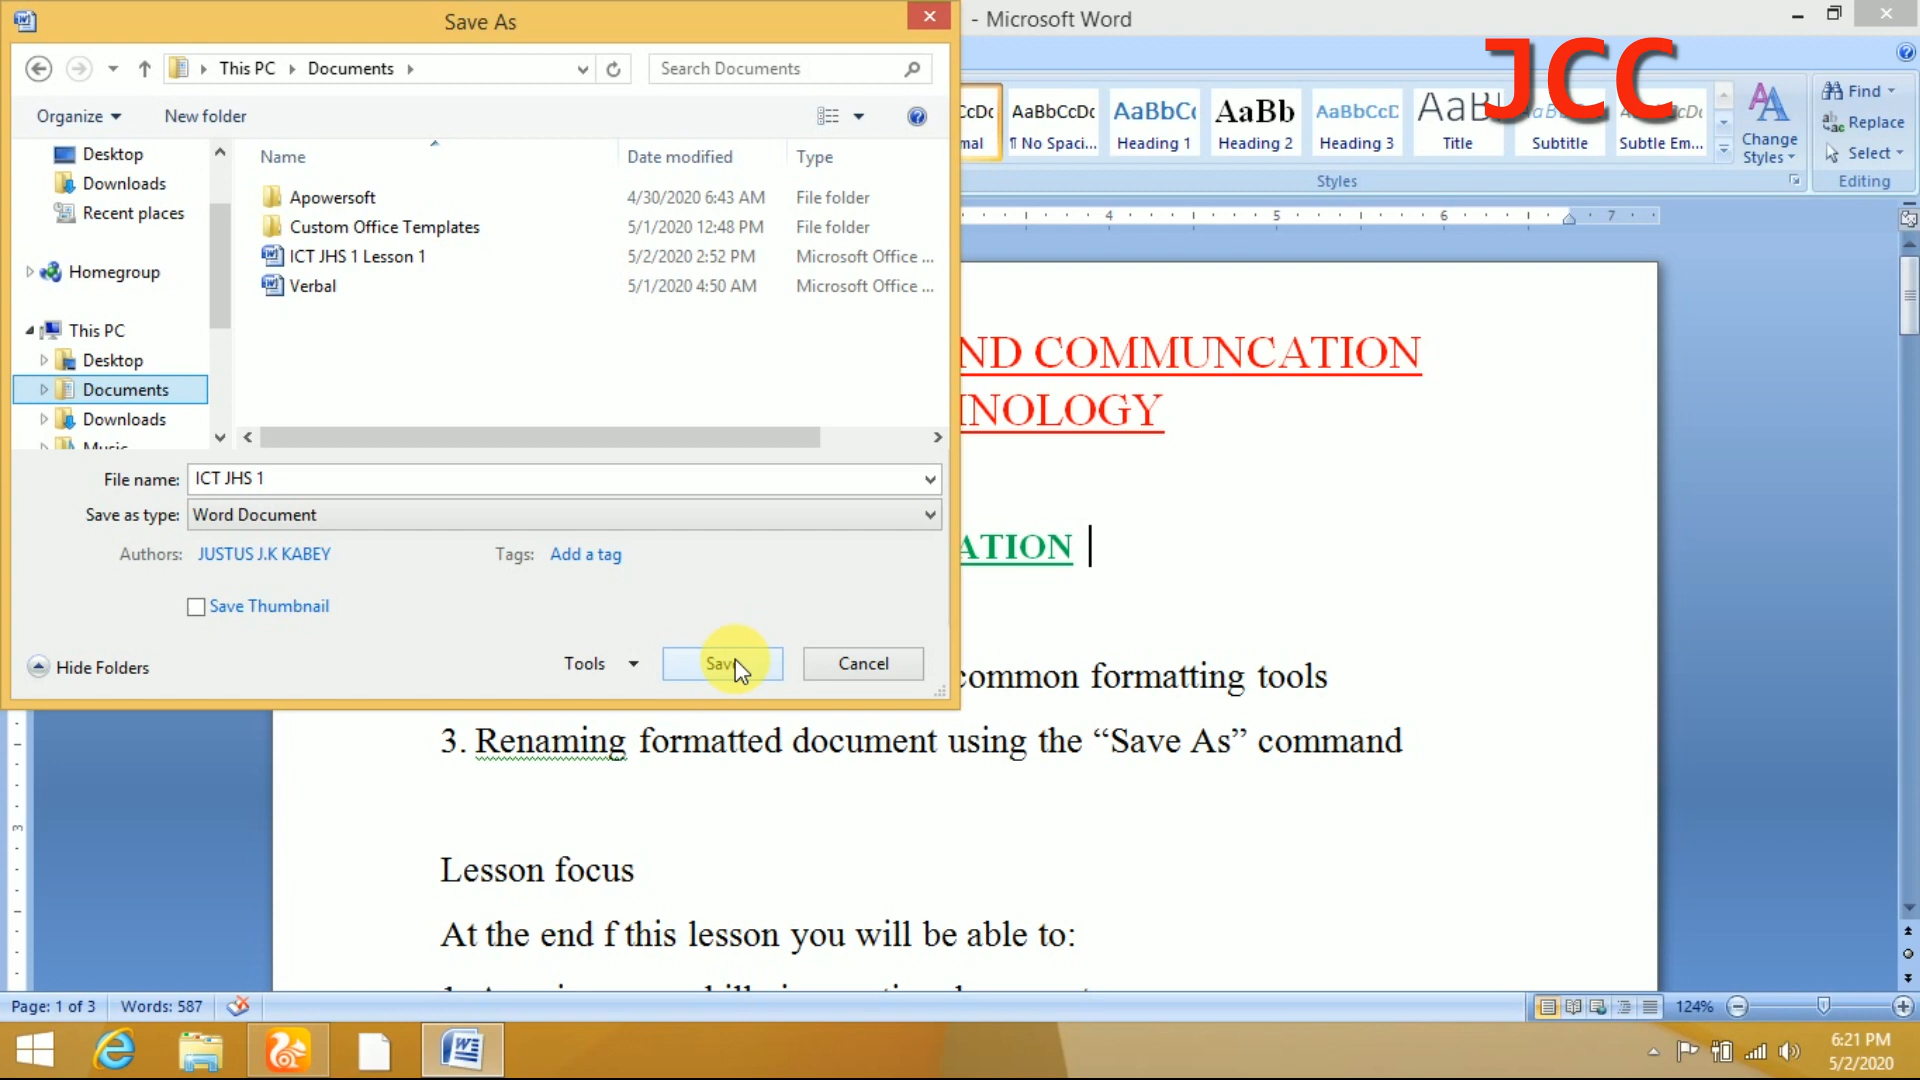 Save As
- Microsoft Word
JCC
This PC
Documents
Search Documents
Organize
New folder
Desktop
Downloads
Recent places
Homegroup
This PC
Desktop
Documents
Downloads
Music
Name
Date modified
Type
Apowersoft
4/30/2020 6:43 AM
File folder
Custom Office Templates
5/1/2020 12:48 PM
File folder
ICT JHS 1 Lesson 1
5/2/2020 2:52 PM
Microsoft Office ...
Verbal
5/1/2020 4:50 AM
Microsoft Office ...
File name:
ICT JHS 1
Save as type:
Word Document
Authors:
JUSTUS J.K KABEY
Tags:
Add a tag
Save Thumbnail
Hide Folders
Tools
Save
Cancel
AaBbCcDc
¶ No Spaci...
AaBbCc
Heading 1
AaBb
Heading 2
AaBbCcD
Heading 3
Title
Subtitle
Subtle Em...
Change
Styles
Find
Replace
Select
Styles
Editing
4 5 6 7
ND COMMUNCATION
NOLOGY
ATION
common formatting tools
3. Renaming formatted document using the “Save As” command
Lesson focus
At the end f this lesson you will be able to:
3
Page: 1 of 3
Words: 587
124%
6:21 PM
5/2/2020